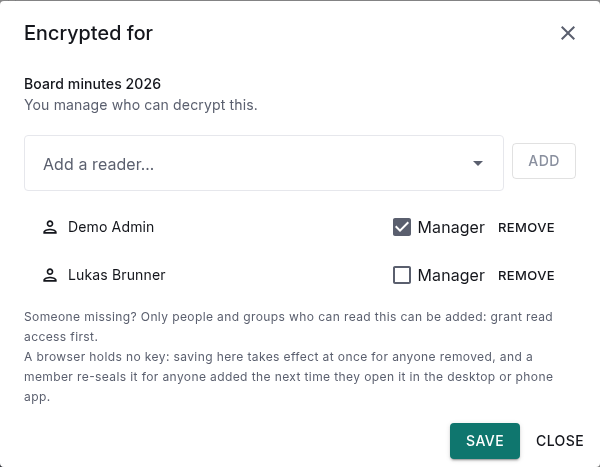 Encrypted for
Board minutes 2026
You manage who can decrypt this.
Add a reader...
ADD
Demo Admin
Manager
REMOVE
Lukas Brunner
Manager
REMOVE
Someone missing? Only people and groups who can read this can be added: grant read
access first.
A browser holds no key: saving here takes effect at once for anyone removed, and a
member re-seals it for anyone added the next time they open it in the desktop or phone
app.
SAVE
CLOSE